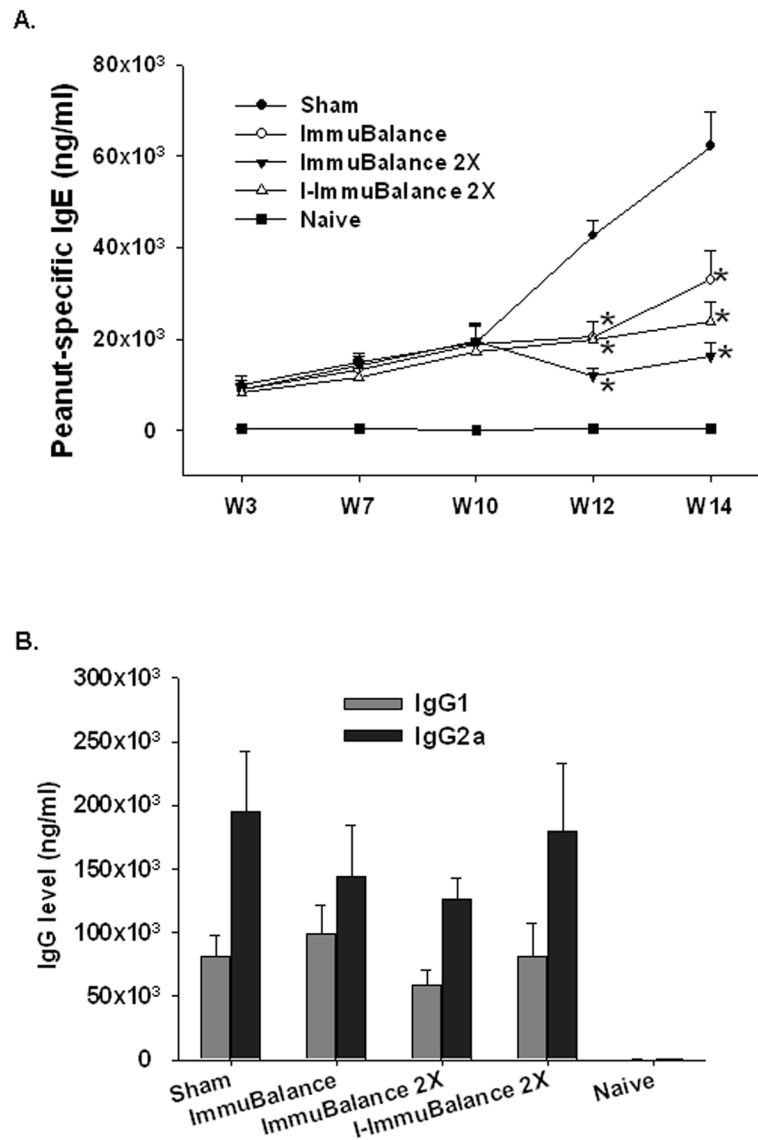 A.
Peanut-specific IgE (ng/ml)
80x10³
60x10³
40x10³
20x10³
0
Sham
ImmuBalance
ImmuBalance 2X
I-ImmuBalance 2X
Naive
*
*
*
*
*
*
W3
W7
W10
W12
W14
B.
IgG level (ng/ml)
300x10³
250x10³
200x10³
150x10³
100x10³
50x10³
0
IgG1
IgG2a
Sham
ImmuBalance
ImmuBalance 2X
I-ImmuBalance 2X
Naive